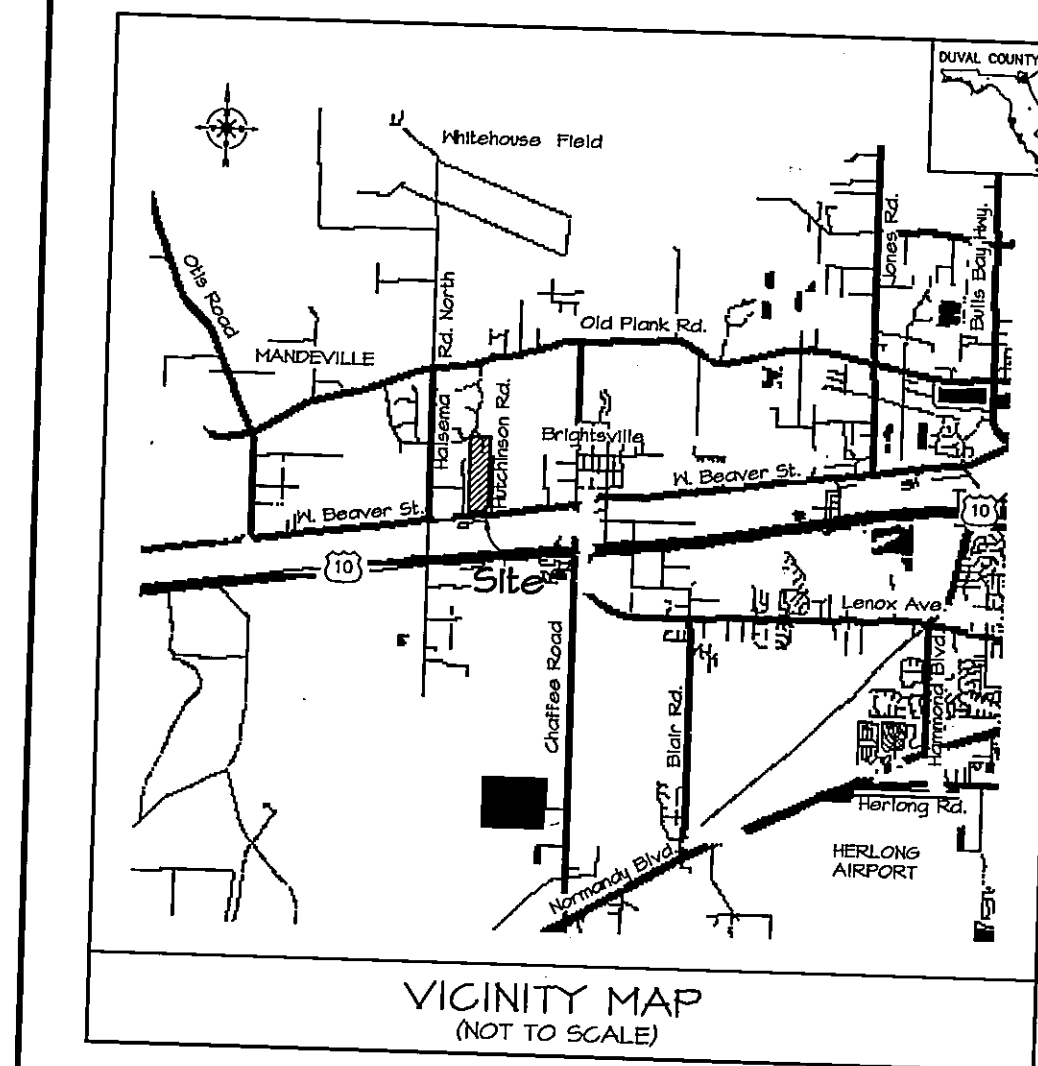 DUVAL COUNTY
Whitehouse Field
Jones Rd.
Bulls Bay Hwy.
Otis Road
Rd. North
Old Plank Rd.
MANDEVILLE
Halsema
Hutchinson Rd.
Brightsville
W. Beaver St.
W. Beaver St.
10
10
Site
Lenox Ave.
Chaffee Road
Blair Rd.
Hammond Blvd.
Herlong Rd.
Normandy Blvd.
HERLONG
AIRPORT
VICINITY MAP
(NOT TO SCALE)